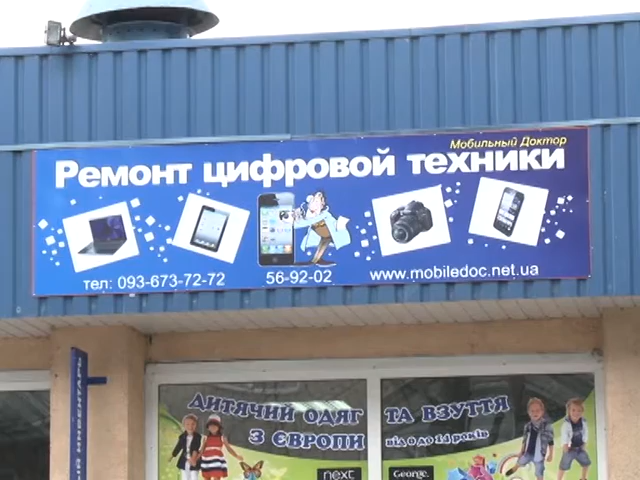 Мобильный Доктор
Ремонт цифровой техники
тел: 093-673-72-72 56-92-02 www.mobiledoc.net.ua
ДИТЯЧИЙ ОДЯГ ТА ВЗУТТЯ
З ЄВРОПИ від 0 до 14 років
next George.
ИНВЕНТАРЬ